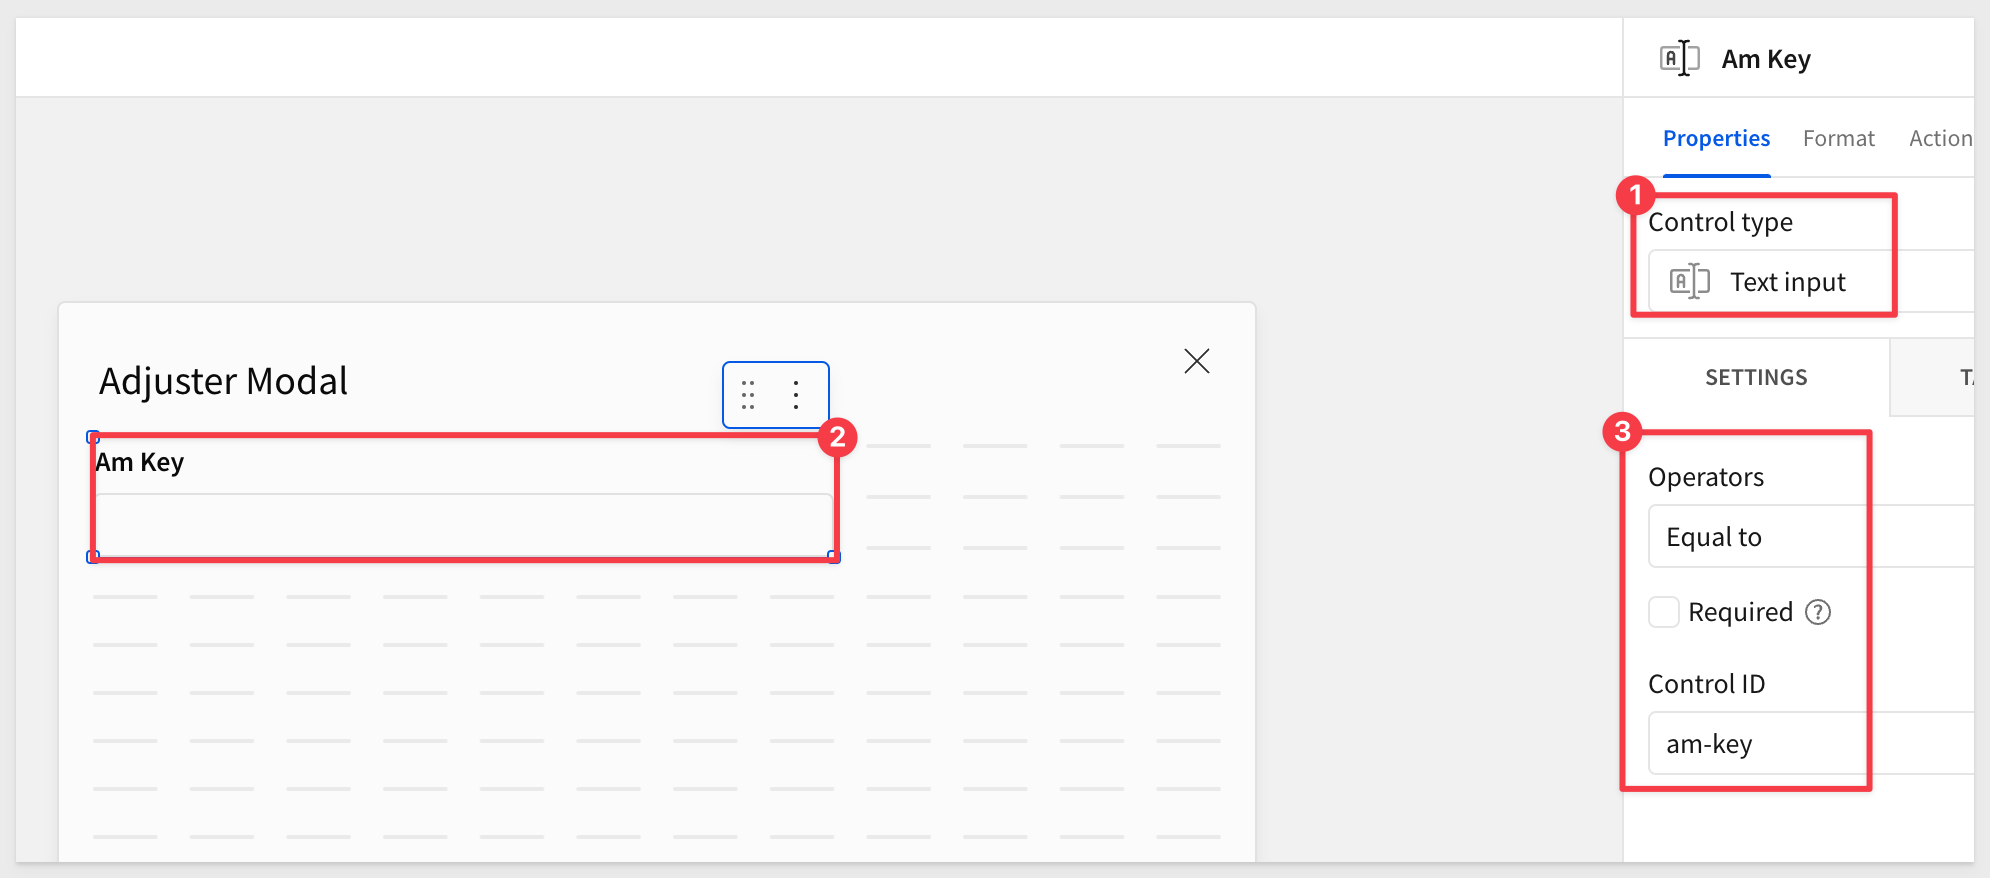 Am Key
Properties Format Action
1
Control type
Text input
SETTINGS
Adjuster Modal
2
Am Key
3
Operators
Equal to
Required ?
Control ID
am-key